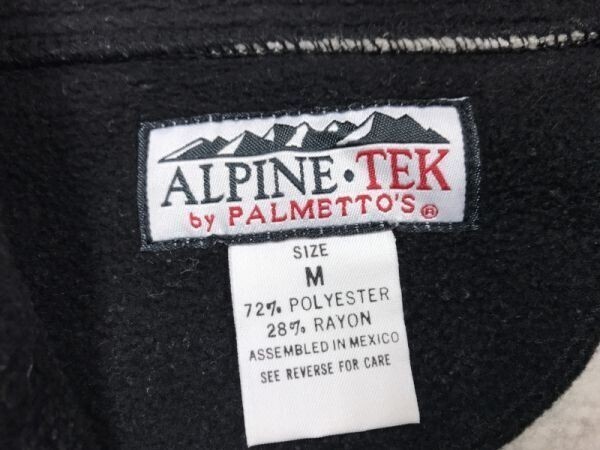 ALPINE·TEK
by PALMETTO'S®
SIZE
M
72% POLYESTER
28% RAYON
ASSEMBLED IN MEXICO
SEE REVERSE FOR CARE